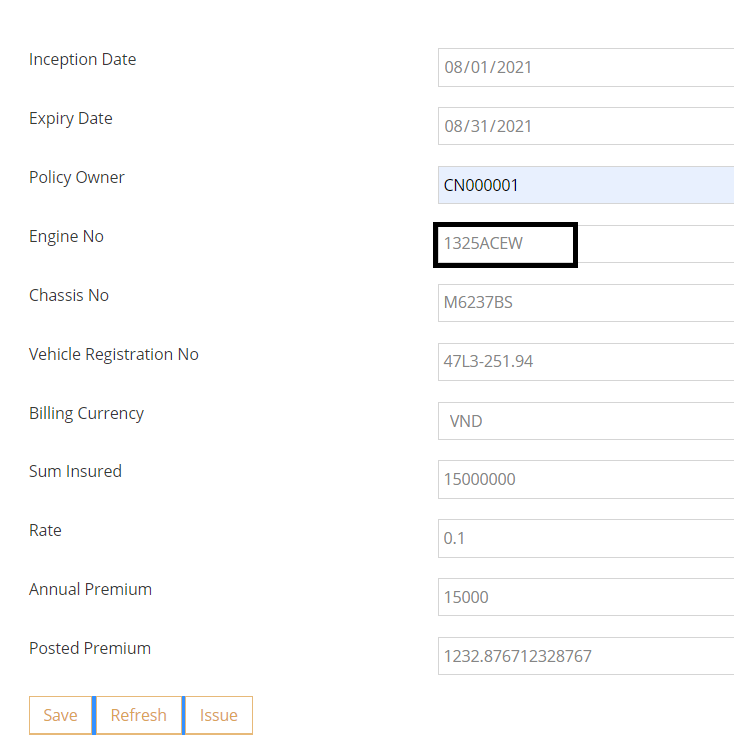 Inception Date 08/01/2021
Expiry Date 08/31/2021
Policy Owner CN000001
Engine No 1325ACEW
Chassis No M6237BS
Vehicle Registration No 47L3-251.94
Billing Currency VND
Sum Insured 15000000
Rate 0.1
Annual Premium 15000
Posted Premium 1232.876712328767
Save Refresh Issue